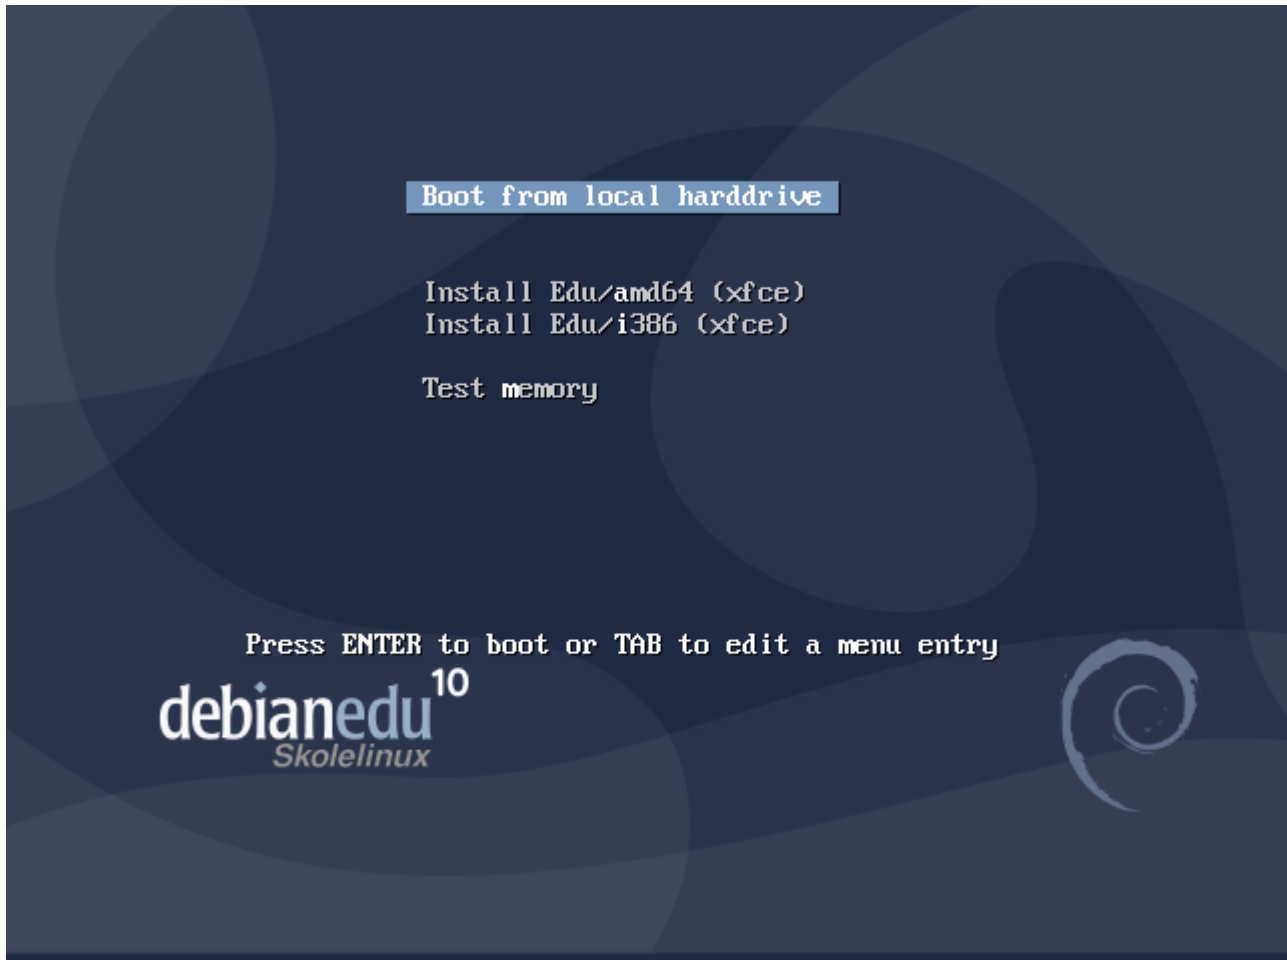 Boot from local harddrive
Install Edu/amd64 (xfce)
Install Edu/i386 (xfce)
Test memory
Press ENTER to boot or TAB to edit a menu entry
debianedu 10
Skolelinux